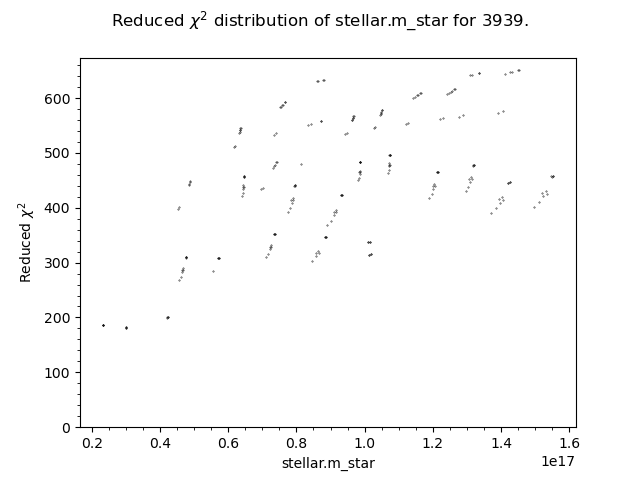 Reduced χ² distribution of stellar.m_star for 3939.
Reduced χ²
600
500
400
300
200
100
0
0.2 0.4 0.6 0.8 1.0 1.2 1.4 1.6
1e17
stellar.m_star